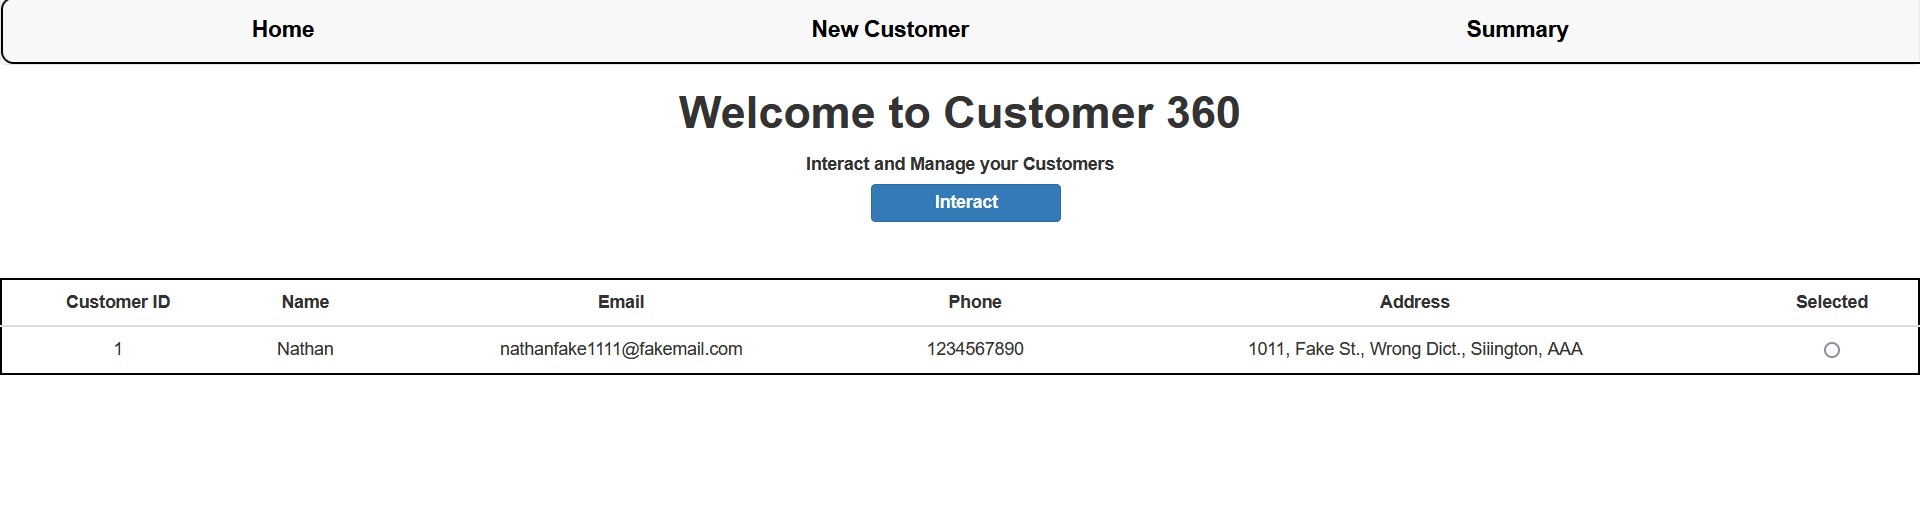 Home New Customer Summary
Welcome to Customer 360
Interact and Manage your Customers
Interact
Customer ID Name Email Phone Address Selected
1 Nathan nathanfake1111@fakemail.com 1234567890 1011, Fake St., Wrong Dict., Siiington, AAA